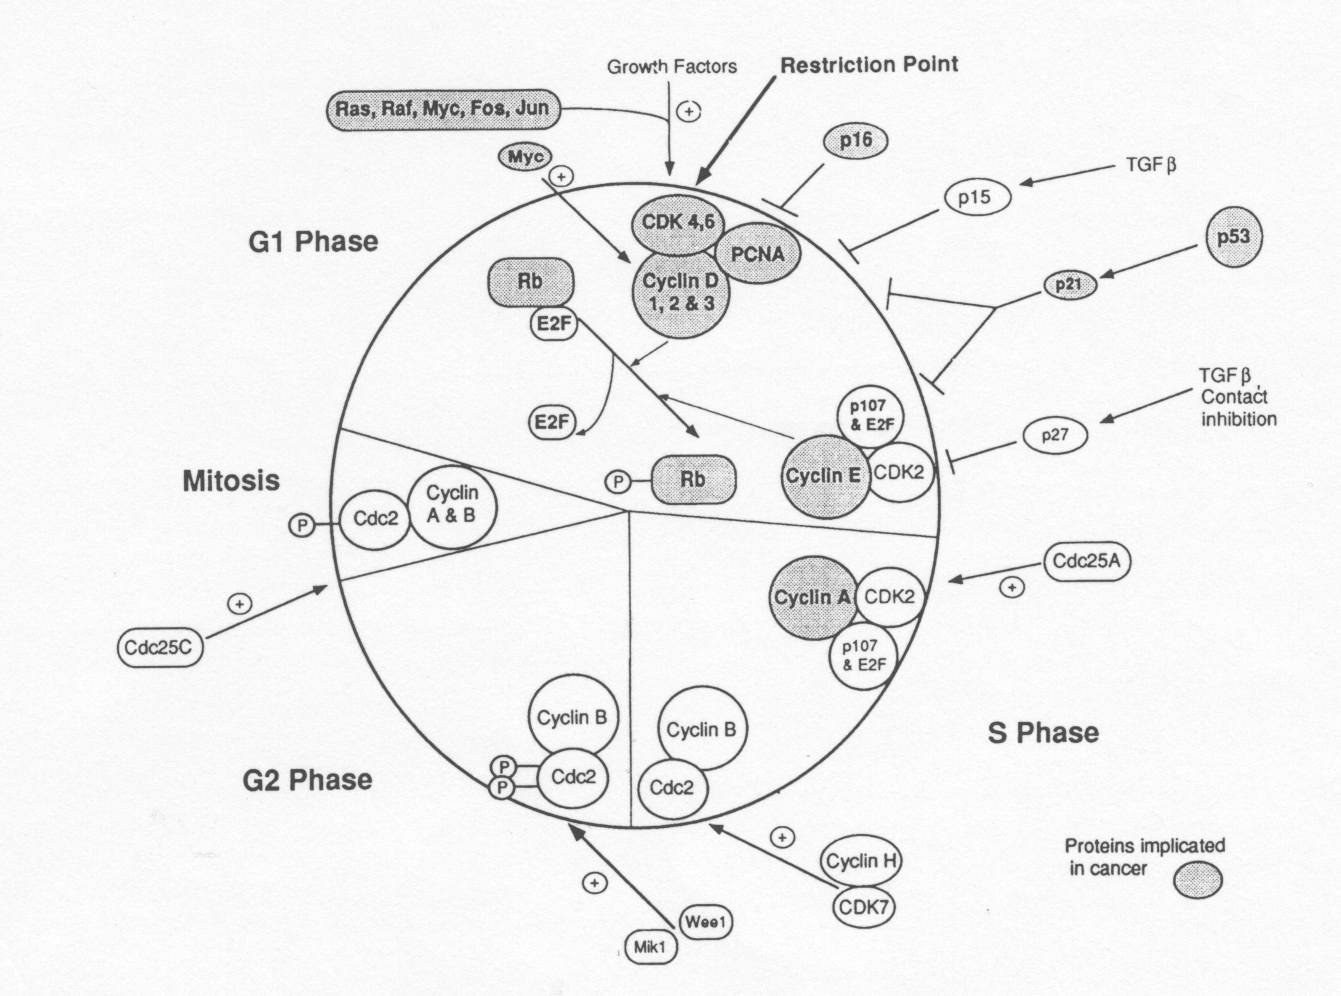 Growth Factors
Restriction Point
Ras, Raf, Myc, Fos, Jun
+
Myc
+
p16
TGF β
p15
G1 Phase
CDK 4,6
PCNA
p53
Rb
Cyclin D
1, 2 & 3
p21
E2F
TGF β,
Contact
inhibition
p107
& E2F
E2F
p27
Mitosis
Cyclin E
CDK2
P
Rb
Cyclin
A & B
Cdc2
P
Cdc25A
+
Cyclin A
CDK2
p107
& E2F
+
Cdc25C
Cyclin B
Cyclin B
S Phase
G2 Phase
P
P
Cdc2
Cdc2
+
Cyclin H
CDK7
Proteins implicated
in cancer
+
Wee1
Mik1